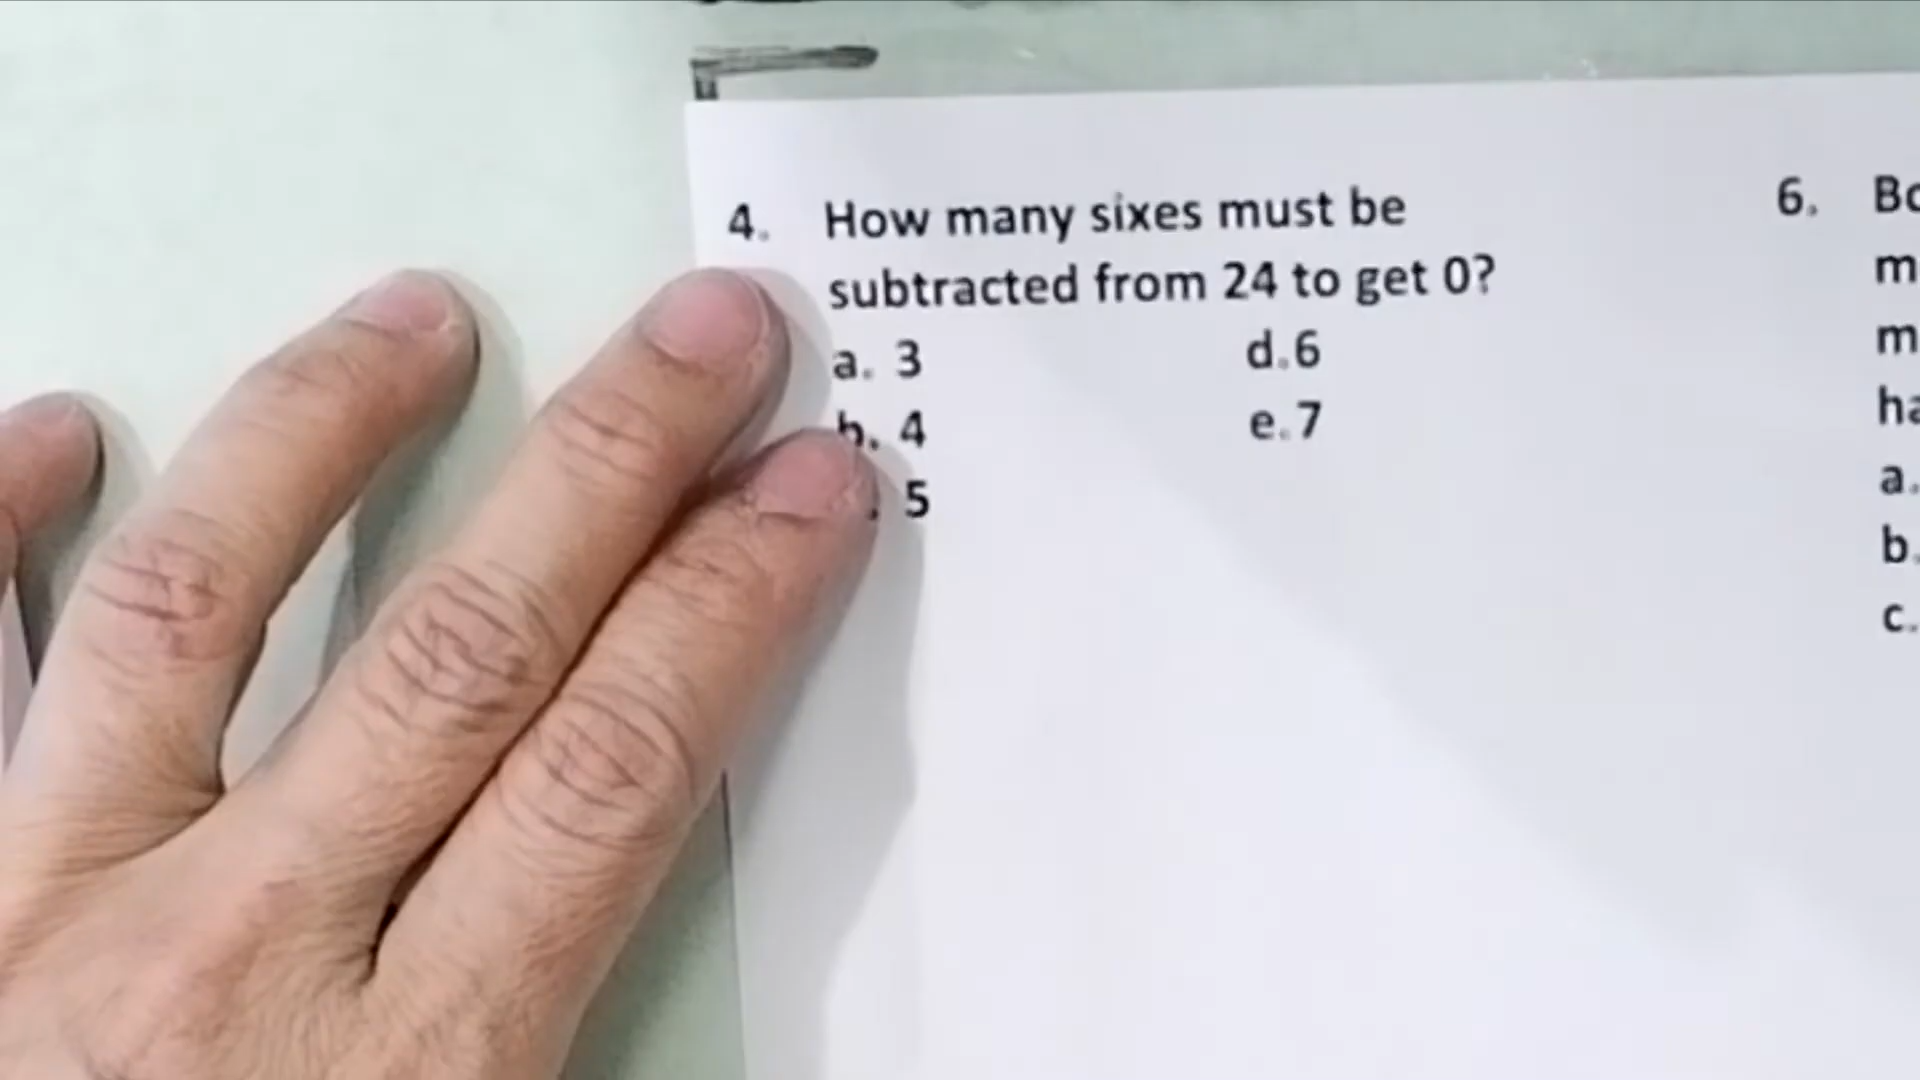 4. How many sixes must be
subtracted from 24 to get 0?
a. 3
b. 4
. 5
d.6
e.7
6.
m
m
a.
b.
c.